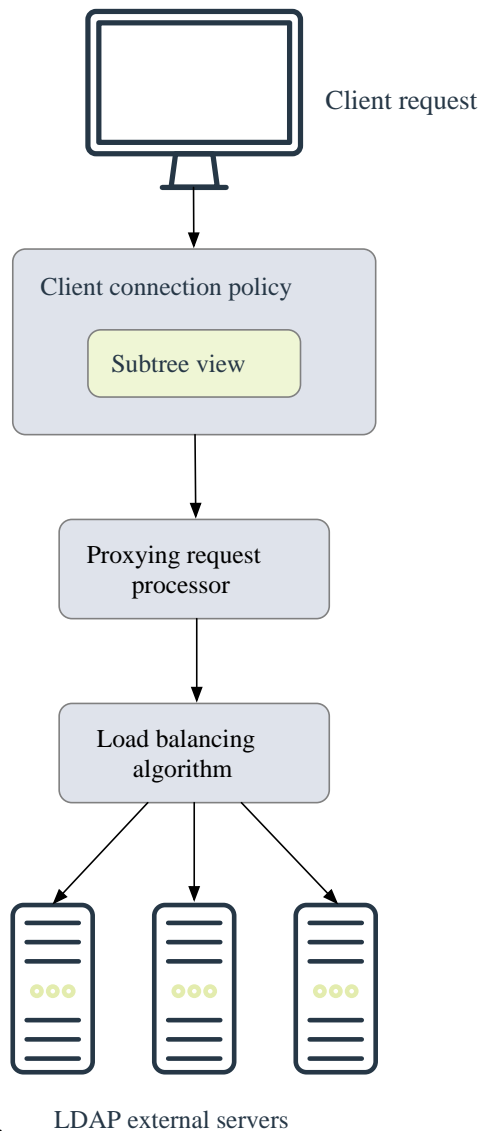 Client request
Client connection policy
Subtree view
Proxying request
processor
Load balancing
algorithm
LDAP external servers